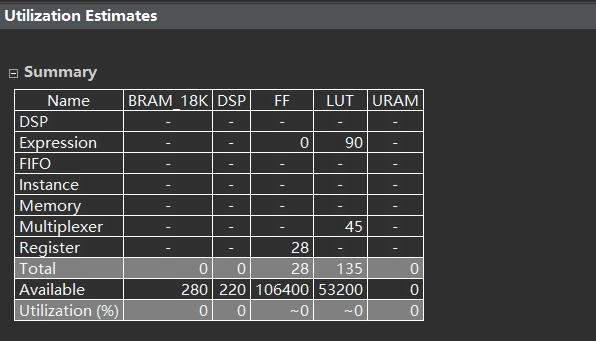 Utilization Estimates
Summary
Name BRAM_18K DSP FF LUT URAM
DSP - - - - -
Expression - - 0 90 -
FIFO - - - - -
Instance - - - - -
Memory - - - - -
Multiplexer - - - 45 -
Register - - 28 - -
Total 0 0 28 135 0
Available 280 220 106400 53200 0
Utilization (%) 0 0 ~0 ~0 0